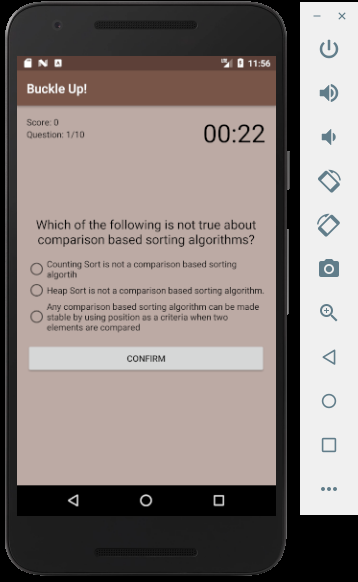 11:56
Buckle Up!
Score: 0
Question: 1/10
00:22
Which of the following is not true about
comparison based sorting algorithms?
Counting Sort is not a comparison based sorting
algortih
Heap Sort is not a comparison based sorting algorithm.
Any comparison based sorting algorithm can be made
stable by using position as a criteria when two
elements are compared
CONFIRM